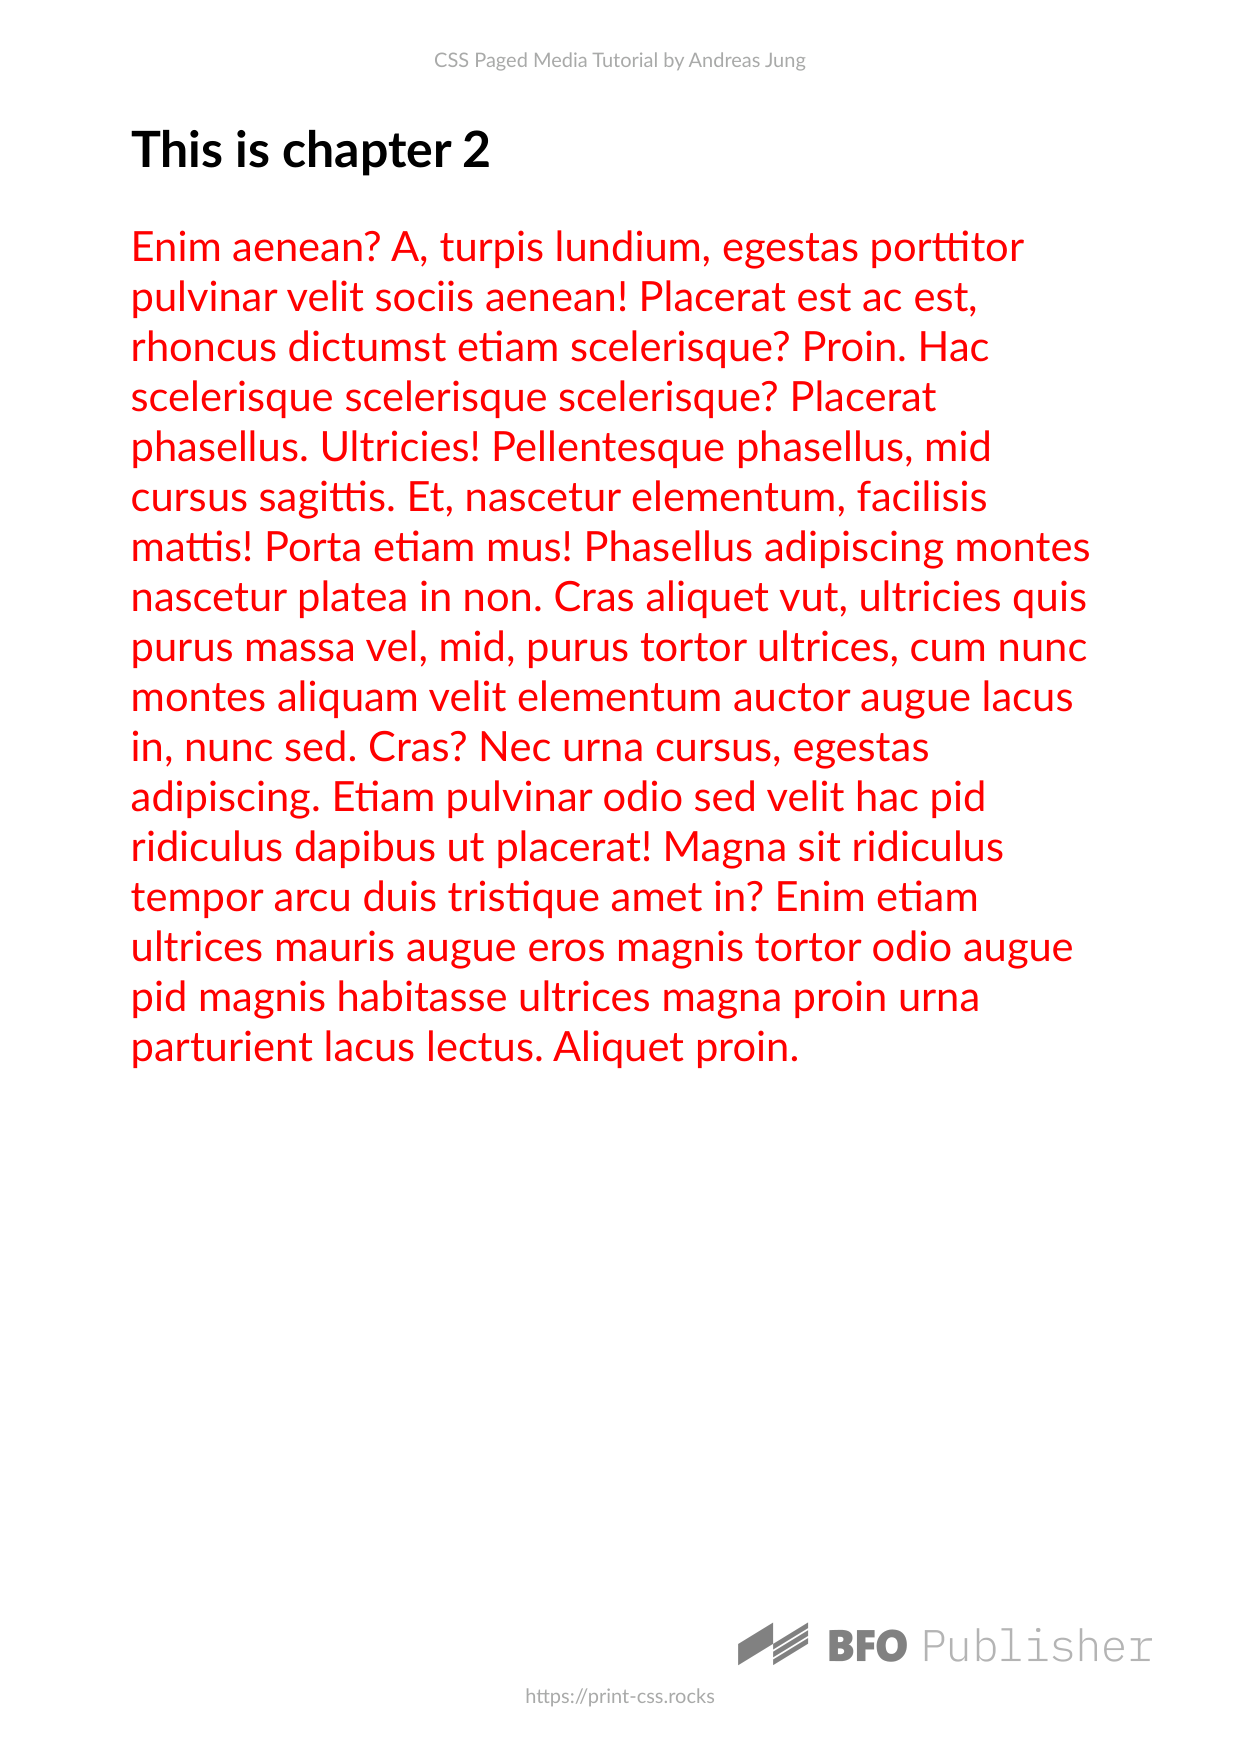 CSS Paged Media Tutorial by Andreas Jung
This is chapter 2
Enim aenean? A, turpis lundium, egestas porttitor
pulvinar velit sociis aenean! Placerat est ac est,
rhoncus dictumst etiam scelerisque? Proin. Hac
scelerisque scelerisque scelerisque? Placerat
phasellus. Ultricies! Pellentesque phasellus, mid
cursus sagittis. Et, nascetur elementum, facilisis
mattis! Porta etiam mus! Phasellus adipiscing montes
nascetur platea in non. Cras aliquet vut, ultricies quis
purus massa vel, mid, purus tortor ultrices, cum nunc
montes aliquam velit elementum auctor augue lacus
in, nunc sed. Cras? Nec urna cursus, egestas
adipiscing. Etiam pulvinar odio sed velit hac pid
ridiculus dapibus ut placerat! Magna sit ridiculus
tempor arcu duis tristique amet in? Enim etiam
ultrices mauris augue eros magnis tortor odio augue
pid magnis habitasse ultrices magna proin urna
parturient lacus lectus. Aliquet proin.
BFO Publisher
https://print-css.rocks